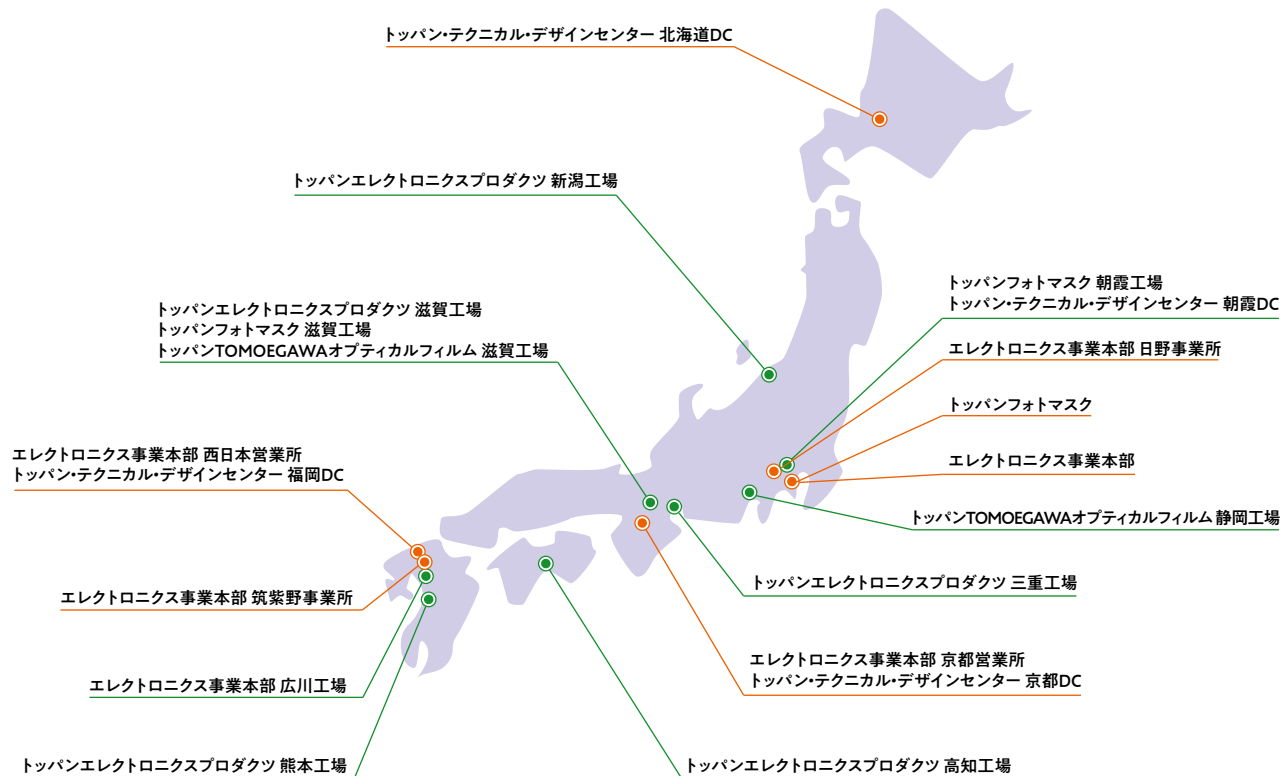 トッパン・テクニカル・デザインセンター 北海道DC
トッパンエレクトロニクスプロダクツ 新潟工場
トッパンフォトマスク 朝霞工場
トッパン・テクニカル・デザインセンター 朝霞DC
トッパンエレクトロニクスプロダクツ 滋賀工場
トッパンフォトマスク 滋賀工場
トッパンTOMOEGAWAオプティカルフィルム 滋賀工場
エレクトロニクス事業本部 日野事業所
トッパンフォトマスク
エレクトロニクス事業本部 西日本営業所
トッパン・テクニカル・デザインセンター 福岡DC
エレクトロニクス事業本部
トッパンTOMOEGAWAオプティカルフィルム 静岡工場
トッパンエレクトロニクスプロダクツ 三重工場
エレクトロニクス事業本部 筑紫野事業所
エレクトロニクス事業本部 京都営業所
トッパン・テクニカル・デザインセンター 京都DC
エレクトロニクス事業本部 広川工場
トッパンエレクトロニクスプロダクツ 熊本工場
トッパンエレクトロニクスプロダクツ 高知工場